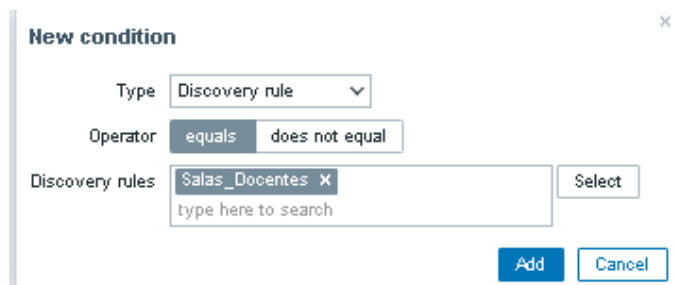 ×
New condition
Type Discovery rule
Operator equals does not equal
Discovery rules Salas_Docentes × Select
type here to search
Add Cancel